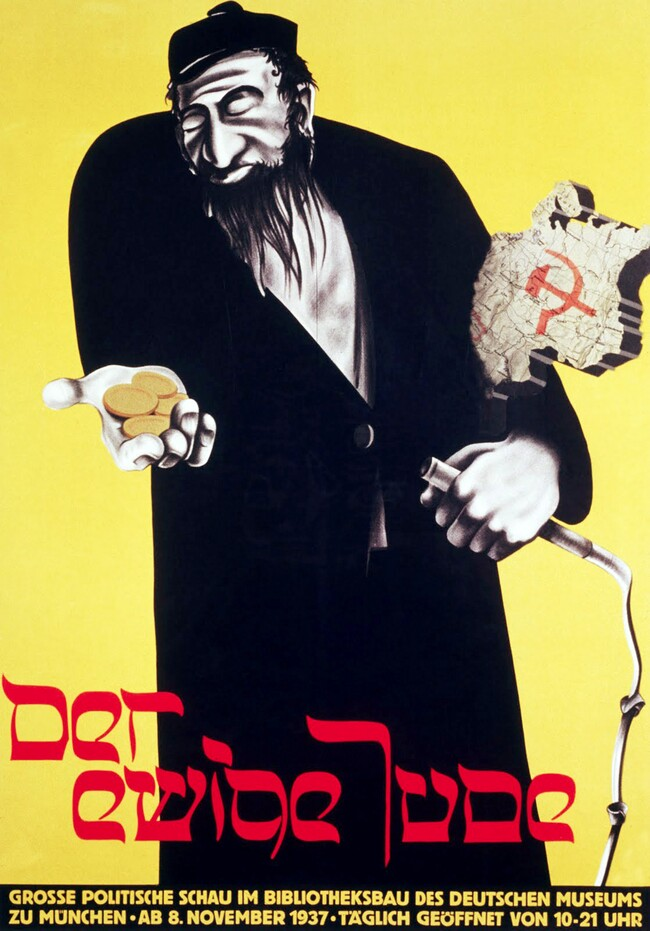 Der
ewige Jude
GROSSE POLITISCHE SCHAU IM BIBLIOTHEKSBAU DES DEUTSCHEN MUSEUMS
ZU MÜNCHEN · AB 8. NOVEMBER 1937 · TÄGLICH GEÖFFNET VON 10-21 UHR